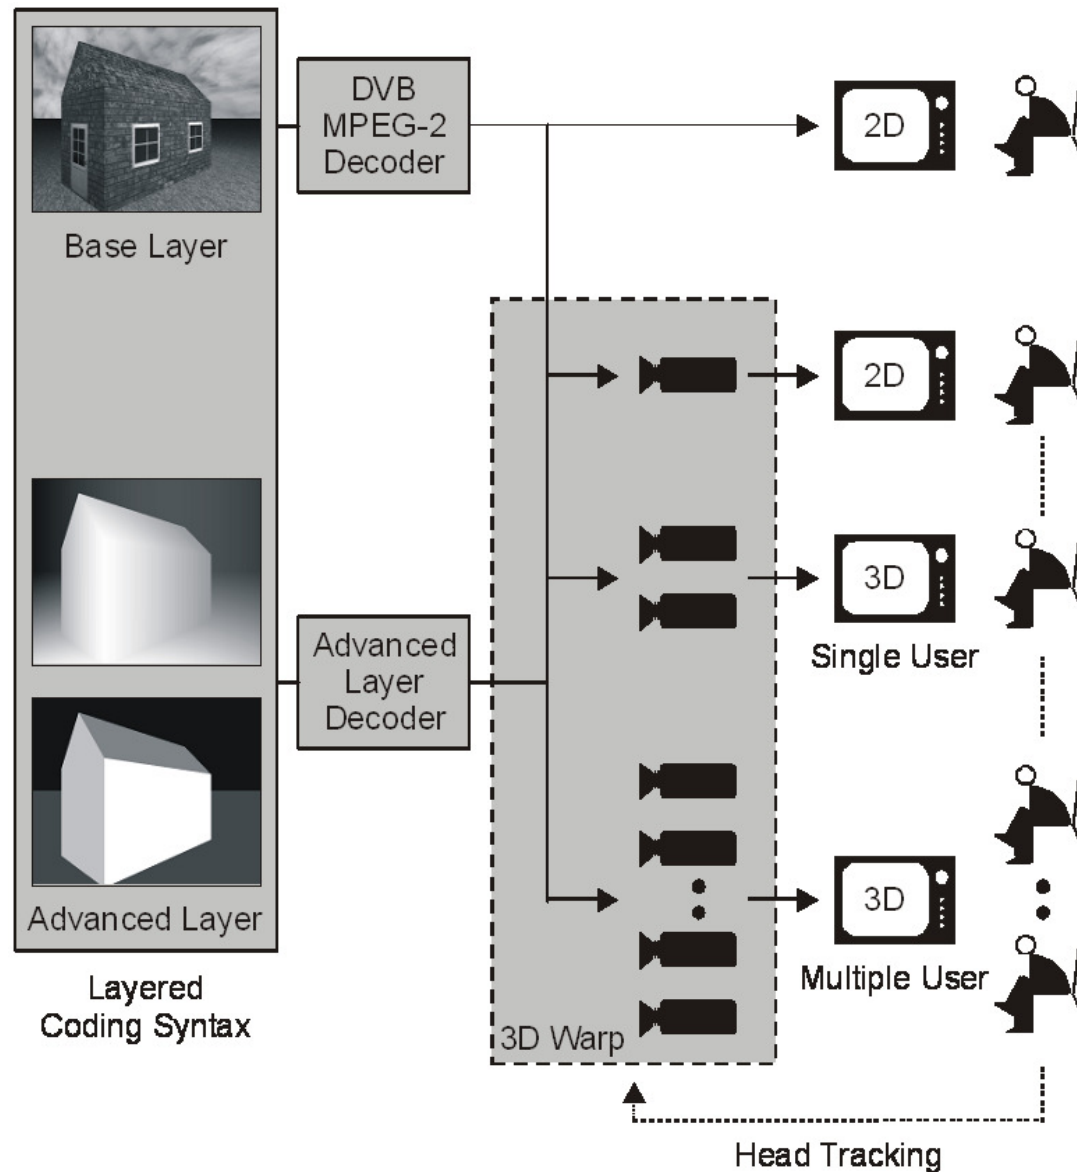 DVB
MPEG-2
Decoder
2D
Base Layer
2D
3D
Single User
Advanced
Layer
Decoder
3D
Advanced Layer
Multiple User
Layered
Coding Syntax
3D Warp
Head Tracking